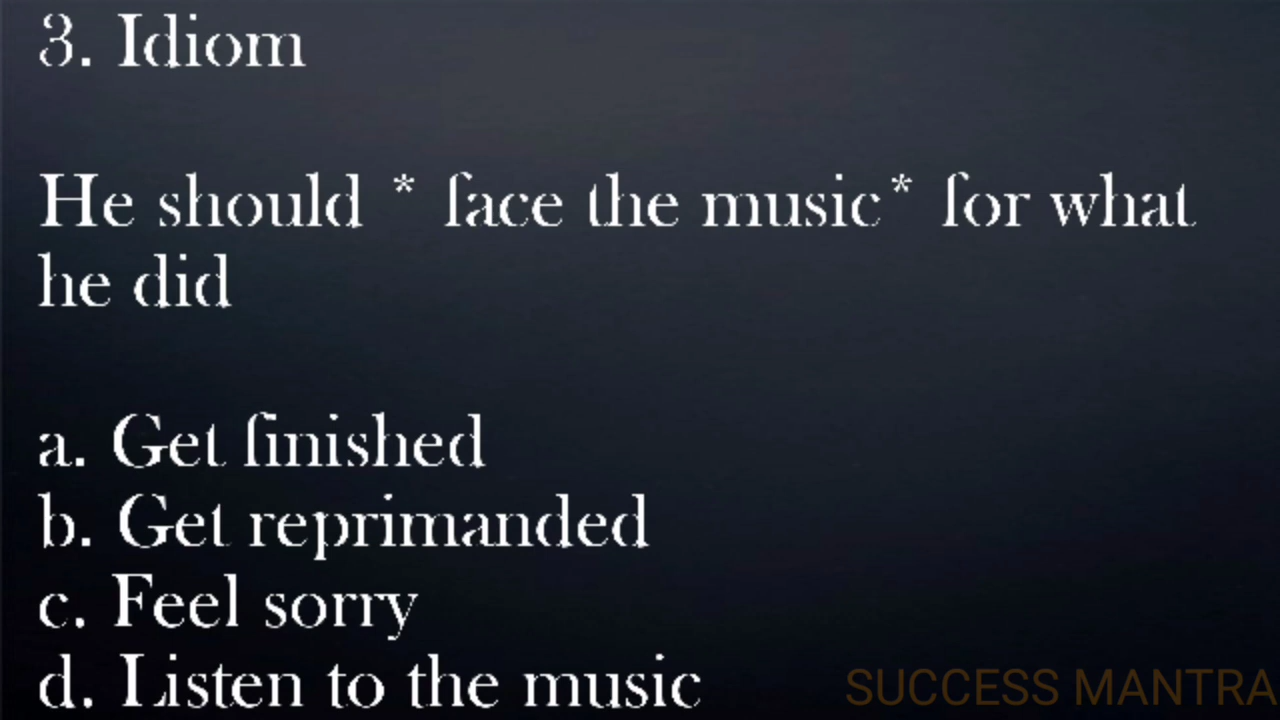 3. Idiom
He should * face the music* for what
he did
a. Get finished
b. Get reprimanded
c. Feel sorry
d. Listen to the music
SUCCESS MANTRA